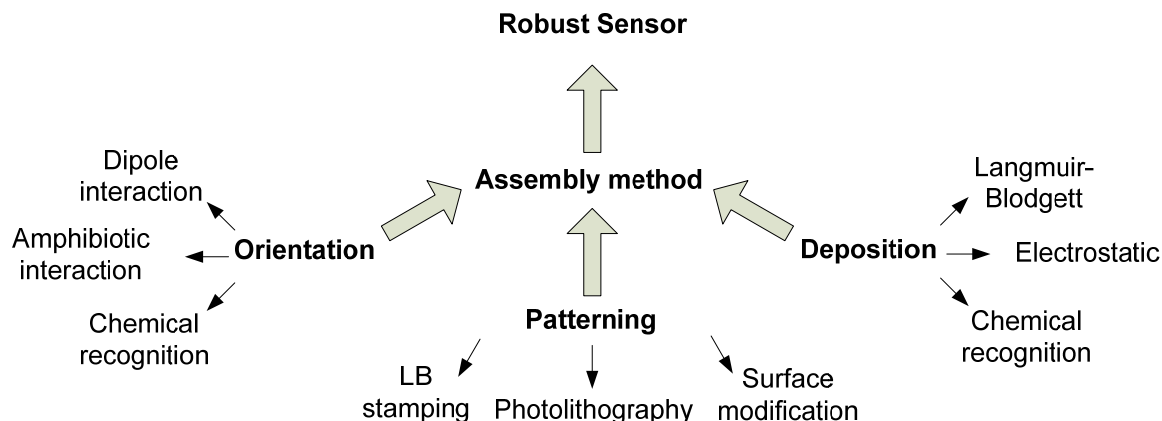 Robust Sensor
Assembly method
Dipole
interaction
Amphibiotic
interaction
Chemical
recognition
Orientation
Patterning
LB
stamping
Photolithography
Surface
modification
Deposition
Langmuir-
Blodgett
Electrostatic
Chemical
recognition